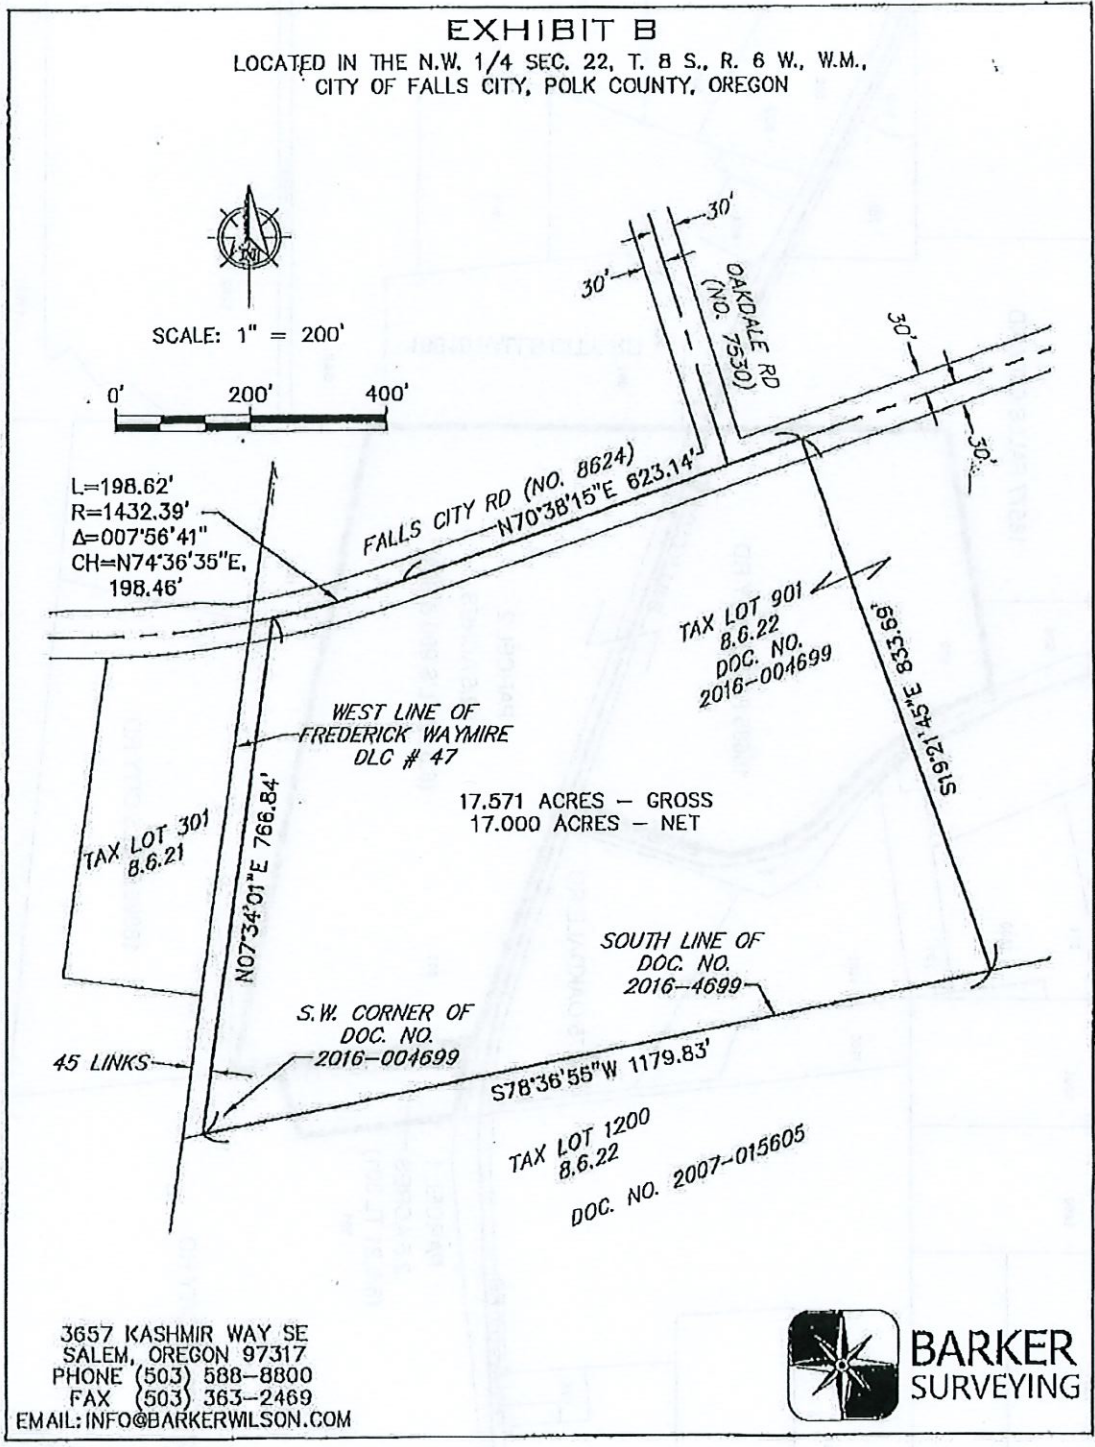 EXHIBIT B
LOCATED IN THE N.W. 1/4 SEC. 22, T. 8 S., R. 6 W., W.M.,
CITY OF FALLS CITY, POLK COUNTY, OREGON
N
SCALE: 1" = 200'
0' 200' 400'
30'
30'
OAKDALE RD
(NO. 7530)
30'
30'
L=198.62'
R=1432.39'
Δ=007°56'41"
CH=N74°36'35"E,
198.46'
FALLS CITY RD (NO. 8624)
N70°38'15"E 623.14'
TAX LOT 901
8.6.22
DOC. NO.
2016-004699
S19°21'45"E 833.69'
WEST LINE OF
FREDERICK WAYMIRE
DLC # 47
17.571 ACRES – GROSS
17.000 ACRES – NET
TAX LOT 301
8.6.21
N07°34'01"E 766.84'
SOUTH LINE OF
DOC. NO.
2016-4699
S.W. CORNER OF
DOC. NO.
2016-004699
45 LINKS
S78°36'55"W 1179.83'
TAX LOT 1200
8.6.22
DOC. NO. 2007-015605
3657 KASHMIR WAY SE
SALEM, OREGON 97317
PHONE (503) 588-8800
FAX (503) 363-2469
EMAIL: INFO@BARKERWILSON.COM
BARKER
SURVEYING